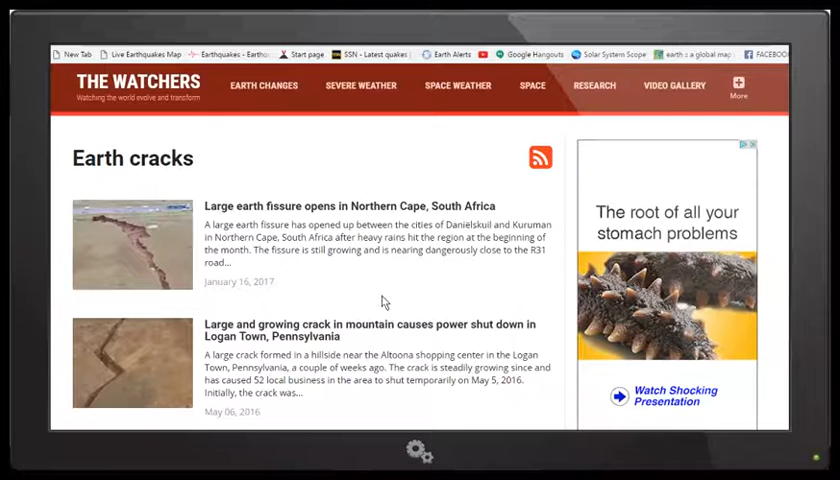 New Tab
Live Earthquakes Map
Earthquakes - Earth
Start page
SSN - Latest quakes
Earth Alerts
Google Hangouts
Solar System Scope
earth :: a global map
FACEBOO
THE WATCHERS
Watching the world evolve and transform
EARTH CHANGES
SEVERE WEATHER
SPACE WEATHER
SPACE
RESEARCH
VIDEO GALLERY
More
Earth cracks
Large earth fissure opens in Northern Cape, South Africa
A large earth fissure has opened up between the cities of Daniëlskuil and Kuruman
in Northern Cape, South Africa after heavy rains hit the region at the beginning of
the month. The fissure is still growing and is nearing dangerously close to the R31
road...
January 16, 2017
Large and growing crack in mountain causes power shut down in
Logan Town, Pennsylvania
A large crack formed in a hillside near the Altoona shopping center in the Logan
Town, Pennsylvania, a couple of weeks ago. The crack is steadily growing since and
has caused 52 local business in the area to shut temporarily on May 5, 2016.
Initially, the crack was...
May 06, 2016
The root of all your
stomach problems
Watch Shocking
Presentation